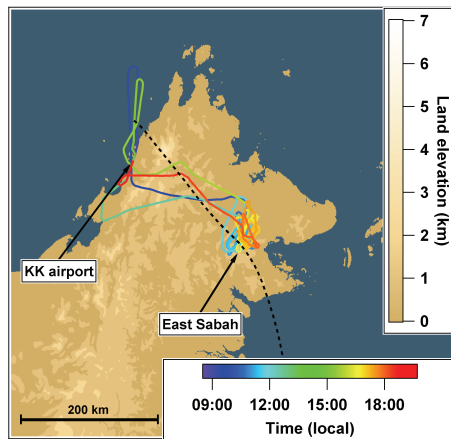 7
6
5
4
3
2
1
0
Land elevation (km)
KK airport
East Sabah
200 km
09:00 12:00 15:00 18:00
Time (local)